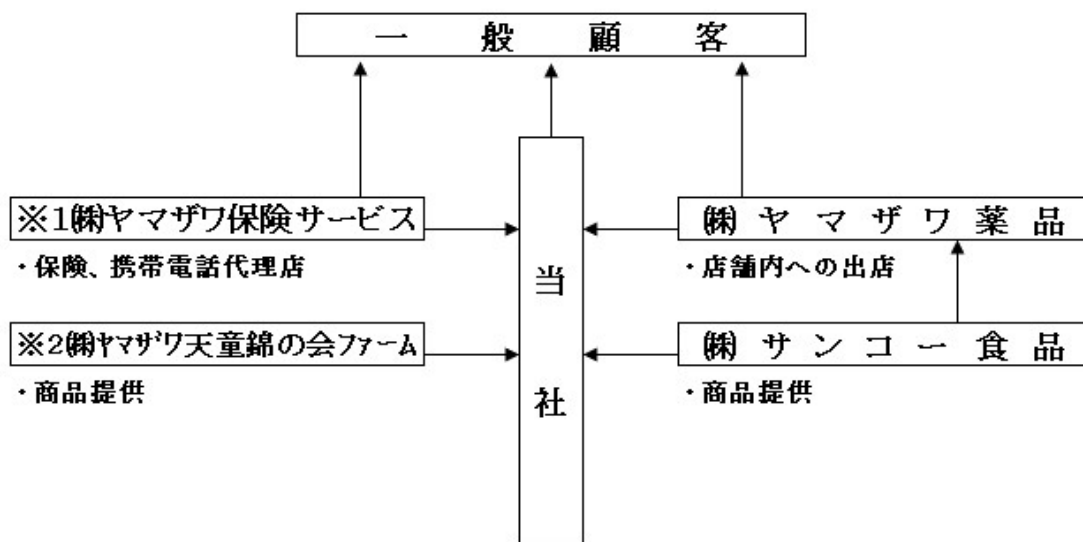 一般顧客
※1㈱ヤマザワ保険サービス
・保険、携帯電話代理店
※2㈱ﾔﾏｻﾞﾜ天童錦の会ファーム
・商品提供
当社
㈱ヤマザワ薬品
・店舗内への出店
㈱サンコー食品
・商品提供